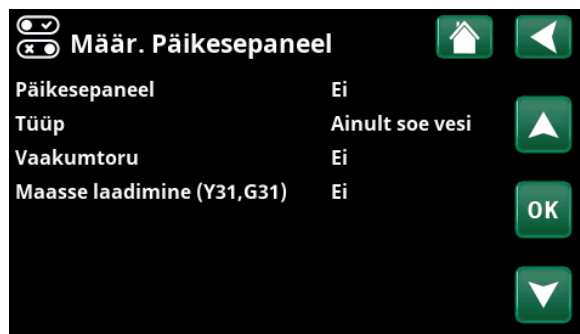 Määr. Päikesepaneel
Päikesepaneel Ei
Tüüp Ainult soe vesi
Vaakumtoru Ei
Maasse laadimine (Y31,G31) Ei
OK